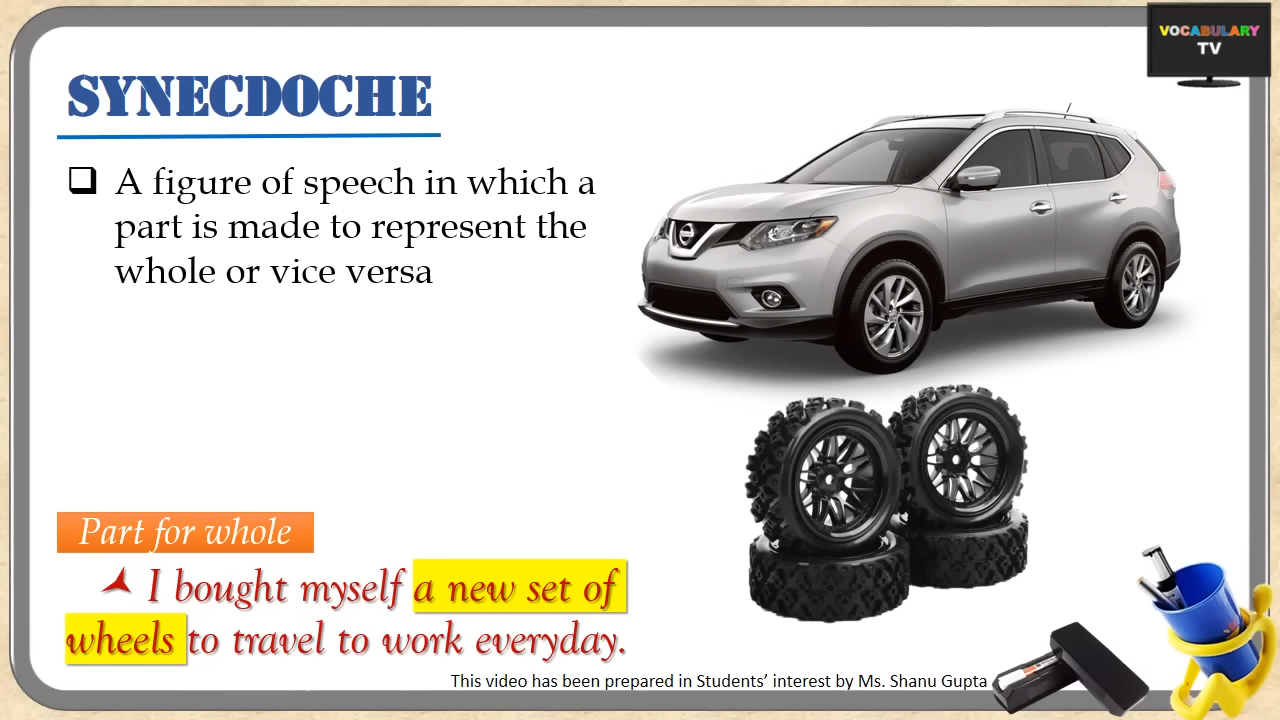 VOCABULARY
TV
SYNECDOCHE
A figure of speech in which a
part is made to represent the
whole or vice versa
Part for whole
I bought myself a new set of
wheels to travel to work everyday.
This video has been prepared in Students’ interest by Ms. Shanu Gupta